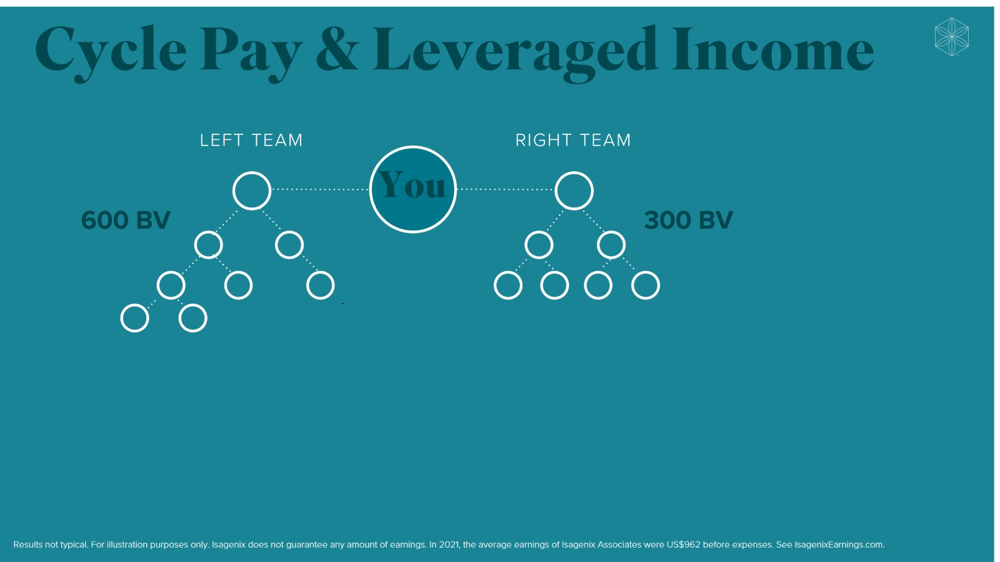 Cycle Pay & Leveraged Income
LEFT TEAM
RIGHT TEAM
You
600 BV
300 BV
Results not typical. For illustration purposes only. Isagenix does not guarantee any amount of earnings. In 2021, the average earnings of Isagenix Associates were US$962 before expenses. See IsagenixEarnings.com.